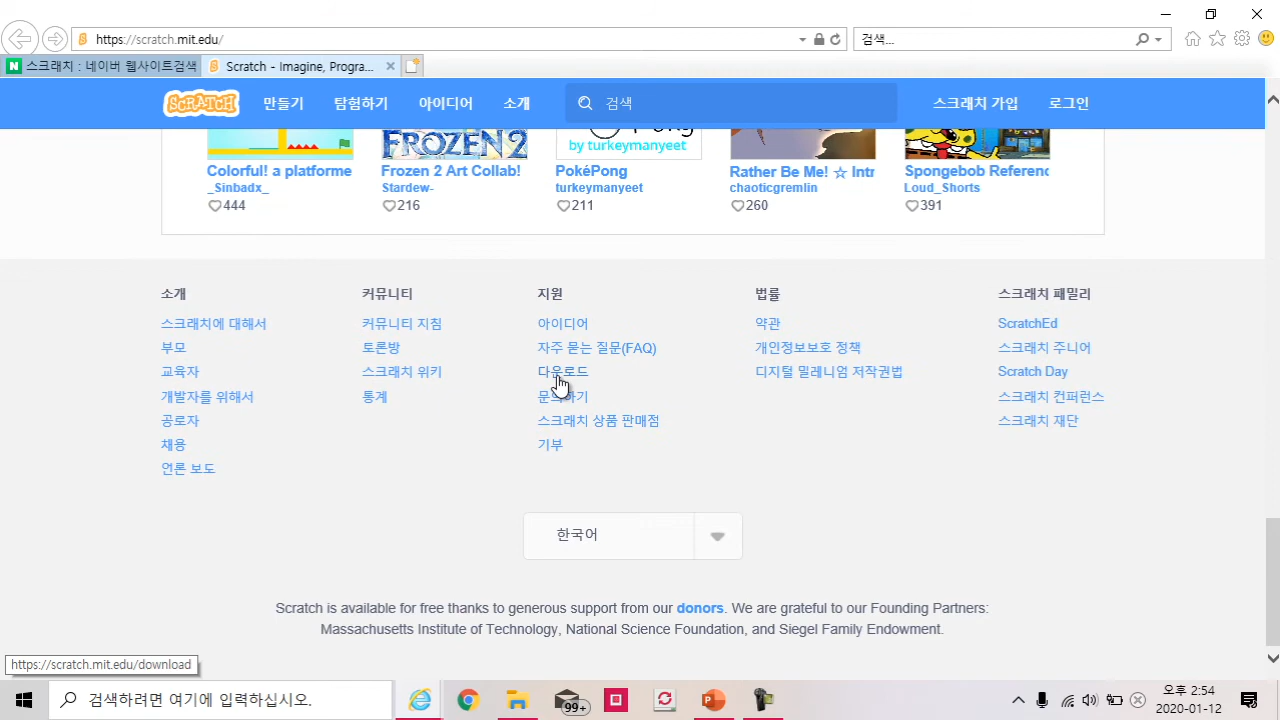 https://scratch.mit.edu/
검색...
스크래치 : 네이버 웹사이트검색
Scratch - Imagine, Progra...
SCRATCH
만들기
탐험하기
아이디어
소개
검색
스크래치 가입
로그인
FROZEN 2
Pong
by turkeymanyeet
Colorful! a platforme
Frozen 2 Art Collab!
PokéPong
Rather Be Me! ☆ Intr
Spongebob Referenc
_Sinbadx_
Stardew-
turkeymanyeet
chaoticgremlin
Loud_Shorts
444
216
211
260
391
소개
스크래치에 대해서
부모
교육자
개발자를 위해서
공로자
채용
언론 보도
커뮤니티
커뮤니티 지침
토론방
스크래치 위키
통계
지원
아이디어
자주 묻는 질문(FAQ)
다운로드
문의하기
스크래치 상품 판매점
기부
법률
약관
개인정보보호 정책
디지털 밀레니엄 저작권법
스크래치 패밀리
ScratchEd
스크래치 주니어
Scratch Day
스크래치 컨퍼런스
스크래치 재단
한국어
Scratch is available for free thanks to generous support from our donors. We are grateful to our Founding Partners:
Massachusetts Institute of Technology, National Science Foundation, and Siegel Family Endowment.
https://scratch.mit.edu/download
검색하려면 여기에 입력하십시오.
99+
오후 2:54
2020-01-12